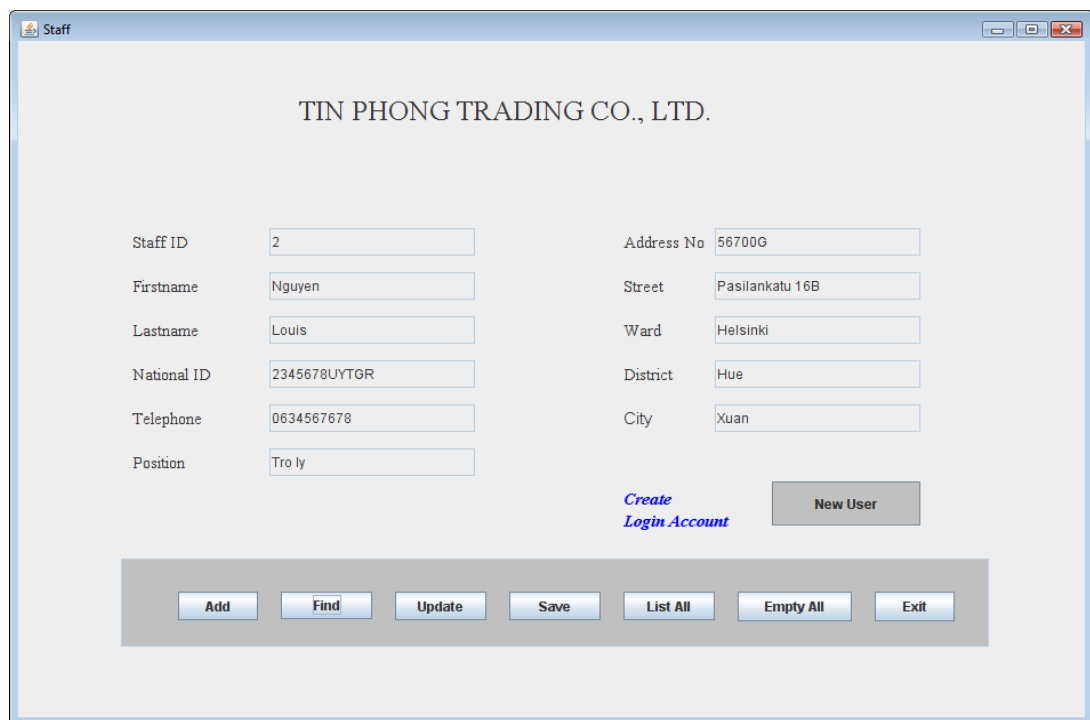 Staff
TIN PHONG TRADING CO., LTD.
Staff ID 2
Firstname Nguyen
Lastname Louis
National ID 2345678UYTGR
Telephone 0634567678
Position Tro ly
Address No 56700G
Street Pasilankatu 16B
Ward Helsinki
District Hue
City Xuan
Create
Login Account
New User
Add Find Update Save List All Empty All Exit